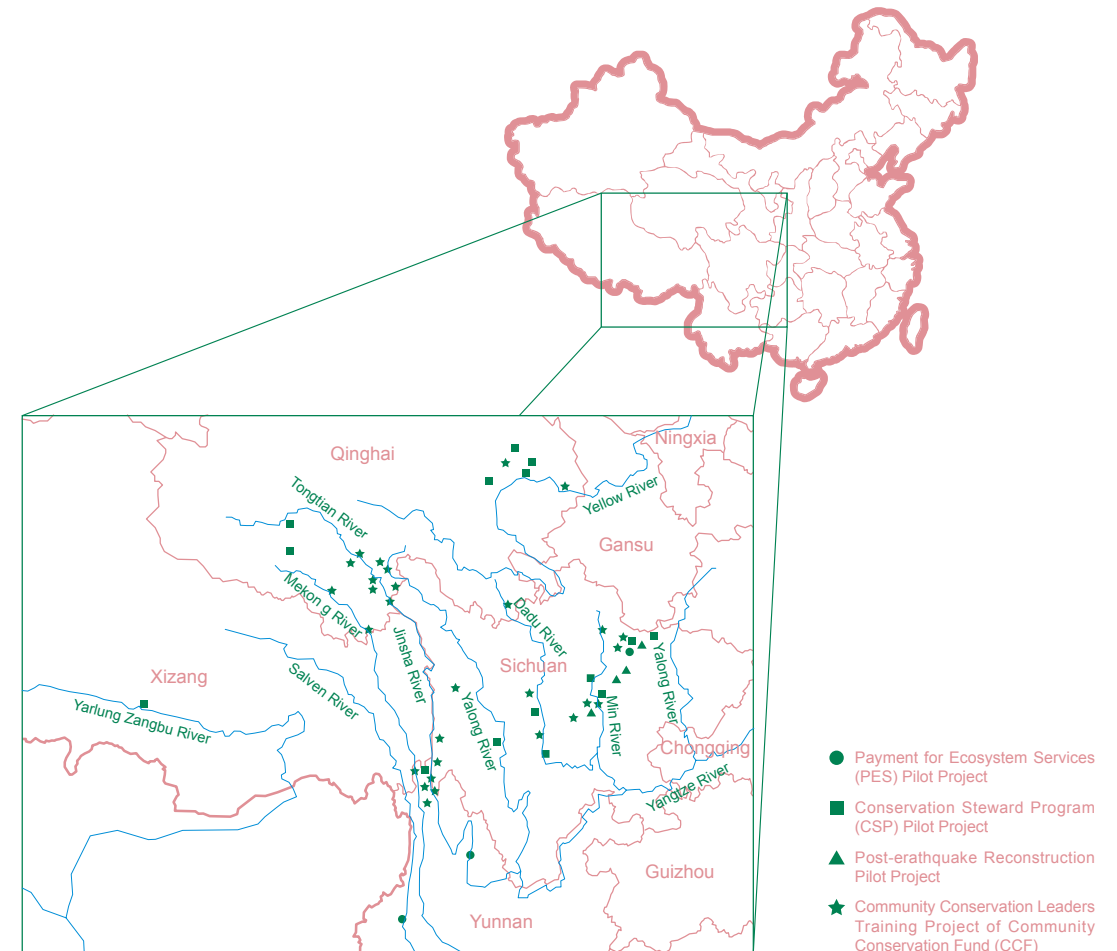 Ningxia
Qinghai
Tongtian River
Yellow River
Gansu
Mekon g River
Dadu River
Jinsha River
Sichuan
Yalong River
Xizang
Salven River
Yarlung Zangbu River
Yalong River
Min River
Chongqing
Yangtze River
Guizhou
Yunnan
Payment for Ecosystem Services
(PES) Pilot Project
Conservation Steward Program
(CSP) Pilot Project
Post-erathquake Reconstruction
Pilot Project
Community Conservation Leaders
Training Project of Community
Conservation Fund (CCF)